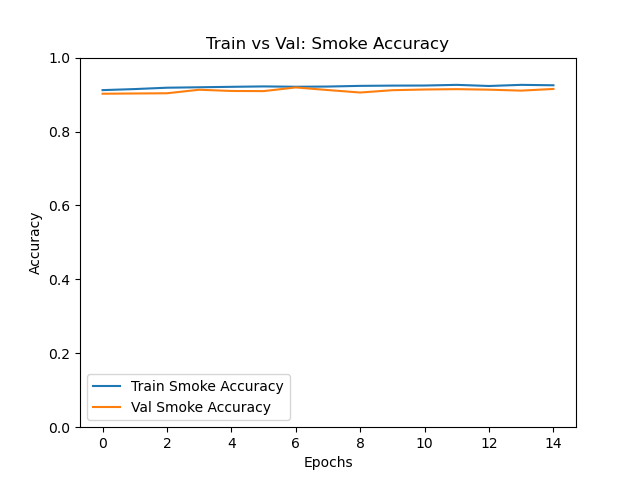 Train vs Val: Smoke Accuracy
1.0
0.8
0.6
0.4
0.2
0.0
Accuracy
Train Smoke Accuracy
Val Smoke Accuracy
0 2 4 6 8 10 12 14
Epochs